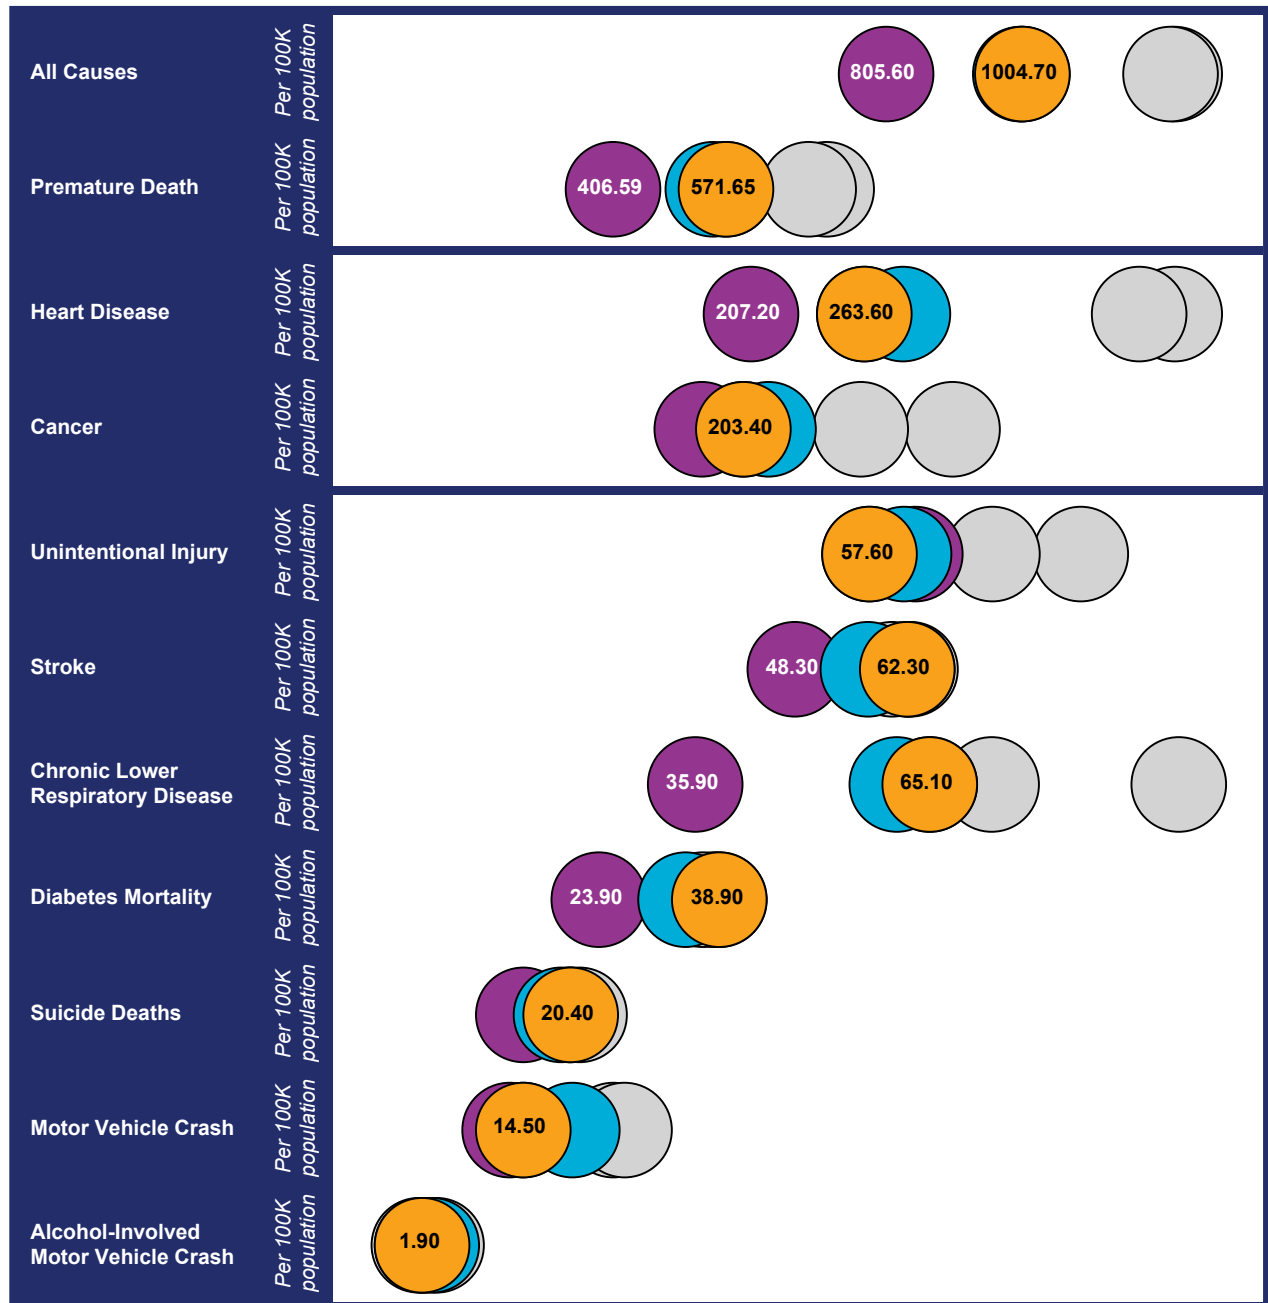 All Causes
Per 100K
population
805.60
1004.70
Premature Death
Per 100K
population
406.59
571.65
Heart Disease
Per 100K
population
207.20
263.60
Cancer
Per 100K
population
203.40
Unintentional Injury
Per 100K
population
57.60
Stroke
Per 100K
population
48.30
62.30
Chronic Lower
Respiratory Disease
Per 100K
population
35.90
65.10
Diabetes Mortality
Per 100K
population
23.90
38.90
Suicide Deaths
Per 100K
population
20.40
Motor Vehicle Crash
Per 100K
population
14.50
Alcohol-Involved
Motor Vehicle Crash
Per 100K
population
1.90